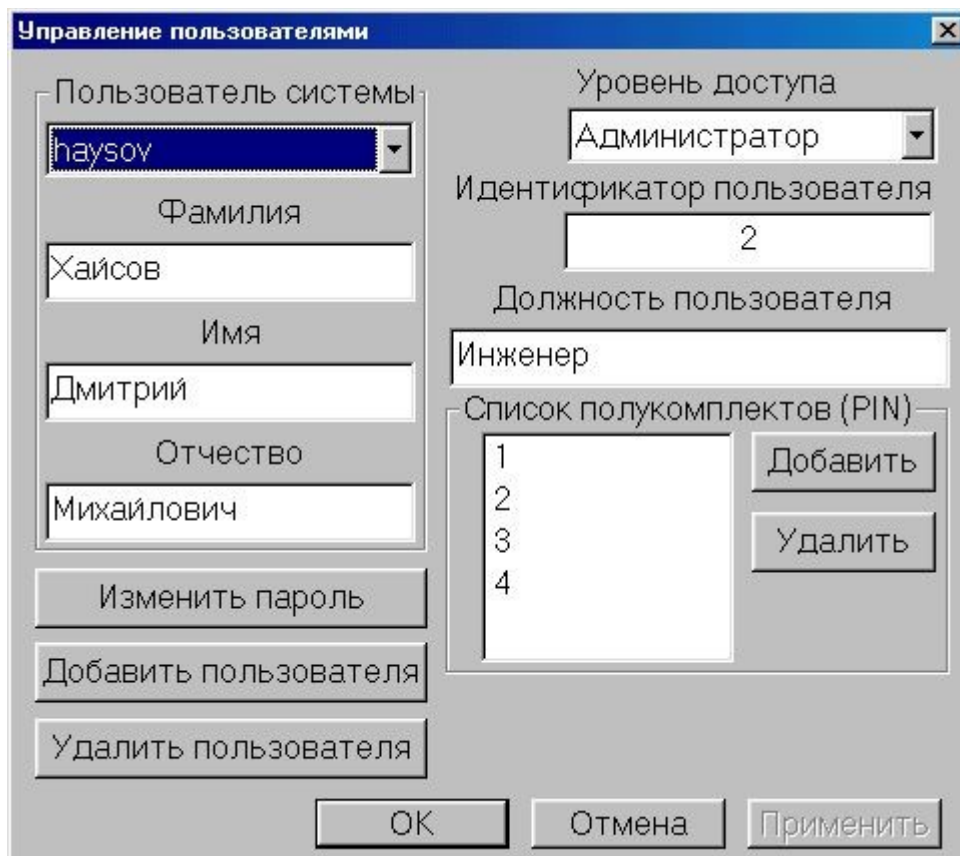 Управление пользователями
Пользователь системы
haysov
Фамилия
Хайсов
Имя
Дмитрий
Отчество
Михайлович
Изменить пароль
Добавить пользователя
Удалить пользователя
Уровень доступа
Администратор
Идентификатор пользователя
2
Должность пользователя
Инженер
Список полукомплектов (PIN)
1
2
3
4
Добавить
Удалить
OK
Отмена
Применить